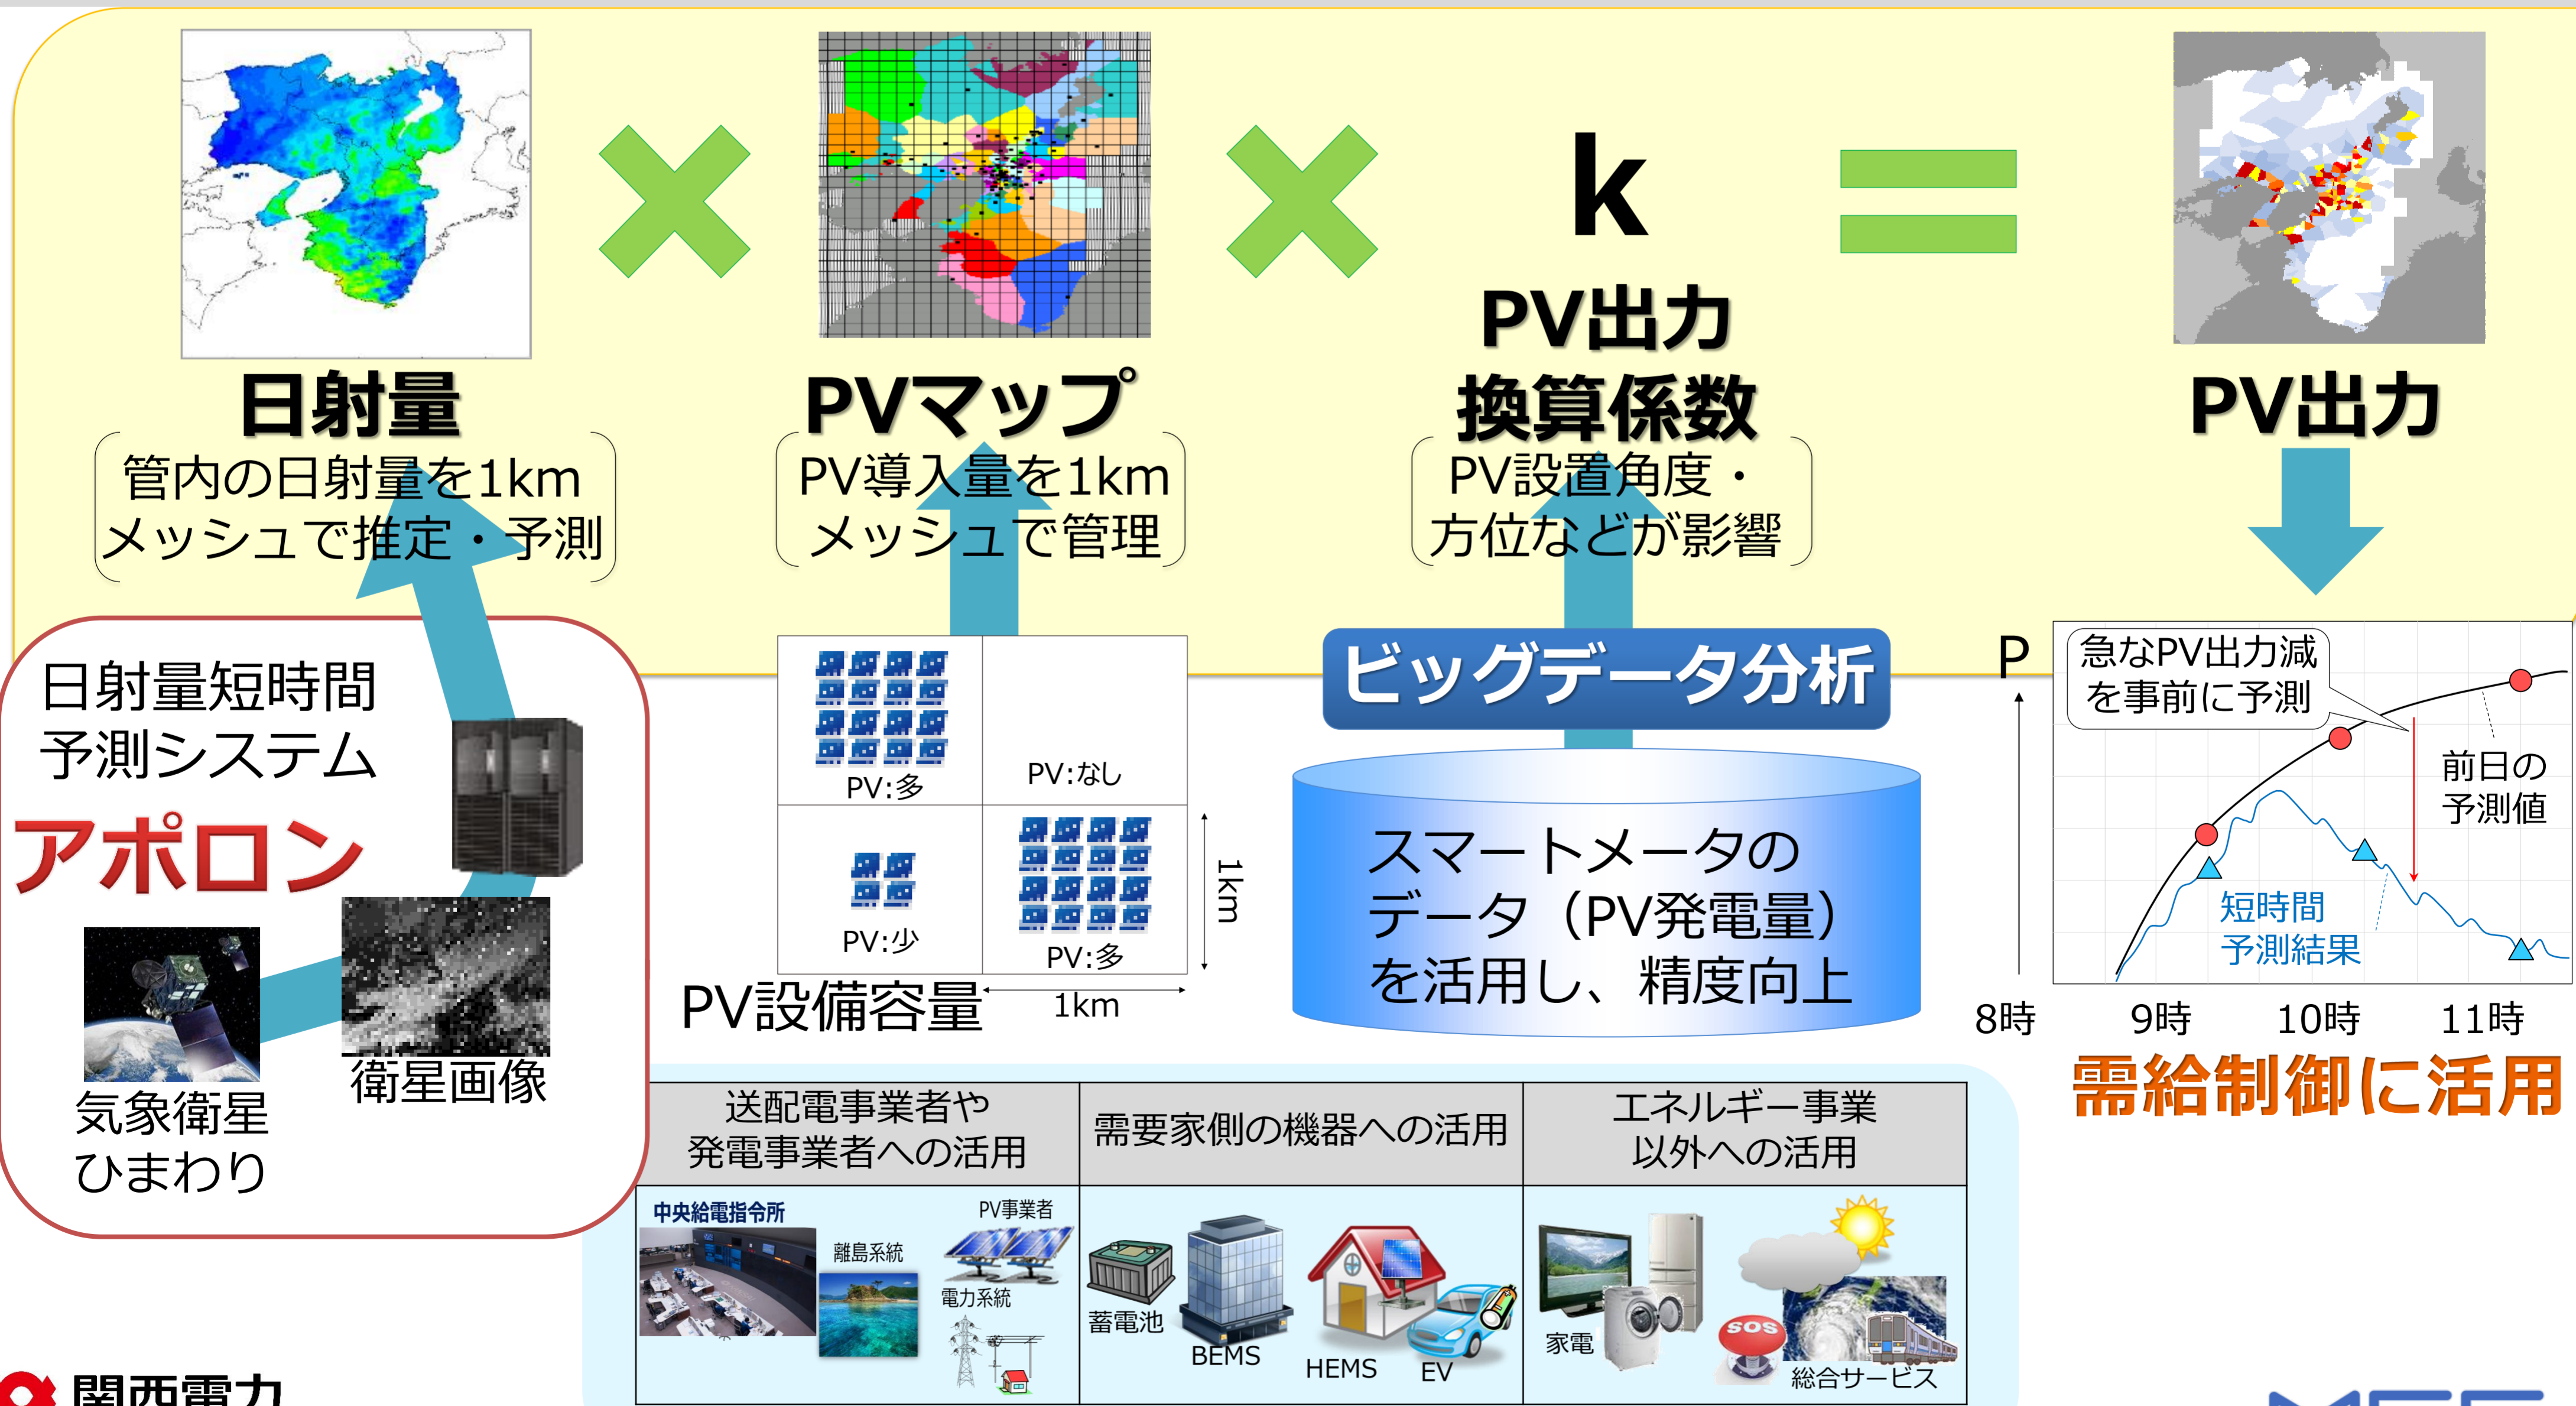 k
PV出力
換算係数
日射量
PVマップ
PV出力
管内の日射量を1km
メッシュで推定・予測
PV導入量を1km
メッシュで管理
PV設置角度・
方位などが影響
日射量短時間
予測システム
アポロン
気象衛星
ひまわり
衛星画像
PV:多
PV:なし
PV:少
PV:多
1km
1km
PV設備容量
ビッグデータ分析
スマートメータの
データ（PV発電量）
を活用し、精度向上
P
急なPV出力減
を事前に予測
前日の
予測値
短時間
予測結果
8時
9時
10時
11時
需給制御に活用
送配電事業者や
発電事業者への活用
需要家側の機器への活用
エネルギー事業
以外への活用
中央給電指令所
離島系統
PV事業者
電力系統
蓄電池
BEMS
HEMS
EV
家電
SOS
総合サービス
関西電力